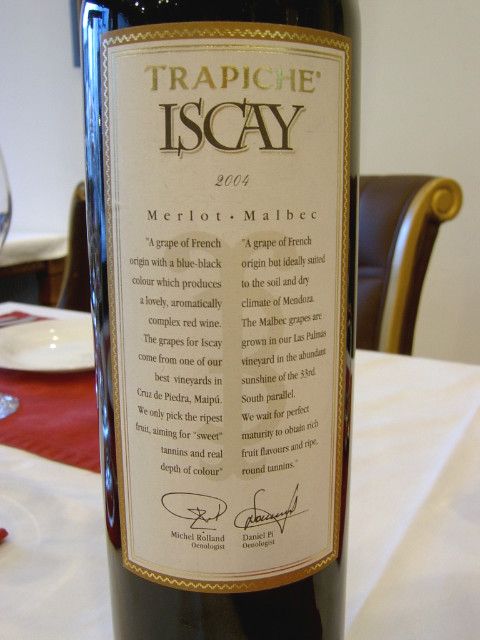 TRAPICHE®
ISCAY
2004
Merlot · Malbec
"A grape of French
origin with a blue-black
colour which produces
a lovely, aromatically
complex red wine.
The grapes for Iscay
come from one of our
best vineyards in
Cruz de Piedra, Maipú.
We only pick the ripest
fruit, aiming for "sweet"
tannins and real
depth of colour"
"A grape of French
origin but ideally suited
to the soil and dry
climate of Mendoza.
The Malbec grapes are
grown in our Las Palmas
vineyard in the abundant
sunshine of the 33rd.
South parallel.
We wait for perfect
maturity to obtain rich
fruit flavours and ripe,
round tannins."
Michel Rolland
Oenologist
Daniel Pi
Oenologist